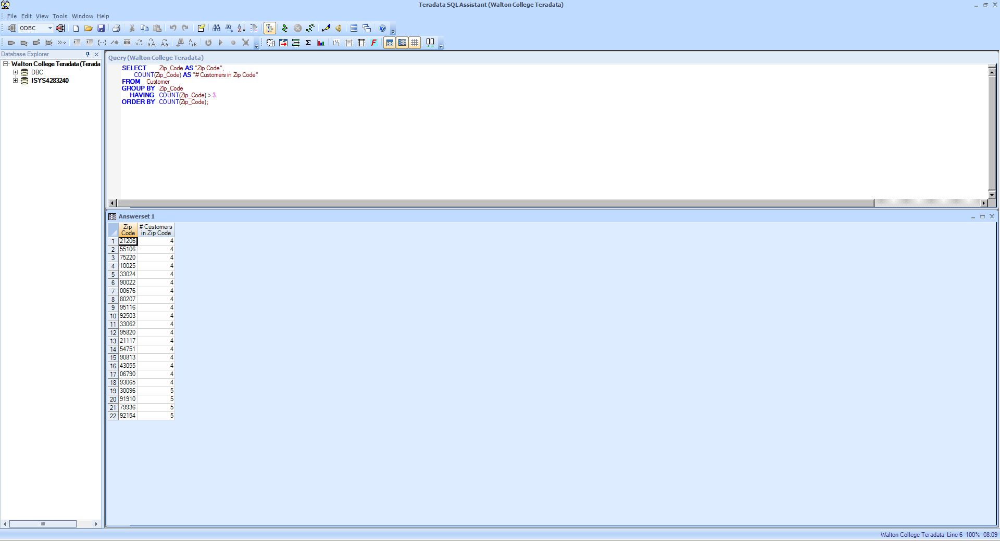 Teradata SQL Assistant (Walton College Teradata)
File Edit View Tools Window Help
ODBC
Database Explorer
Walton College Teradata (Terada
DBC
ISYS4283240
Query (Walton College Teradata)
SELECT Zip_Code AS "Zip Code",
COUNT(Zip_Code) AS "# Customers in Zip Code"
FROM Customer
GROUP BY Zip_Code
HAVING COUNT(Zip_Code) > 3
ORDER BY COUNT(Zip_Code);
Answerset 1
Zip Code # Customers in Zip Code
1 21206 4
2 55106 4
3 75220 4
4 10025 4
5 33024 4
6 90022 4
7 00676 4
8 80207 4
9 95116 4
10 92503 4
11 33062 4
12 95820 4
13 21117 4
14 54751 4
15 90813 4
16 43055 4
17 06790 4
18 93065 4
19 30096 5
20 91910 5
21 79936 5
22 92154 5
Walton College Teradata Line 6 100% 08:09